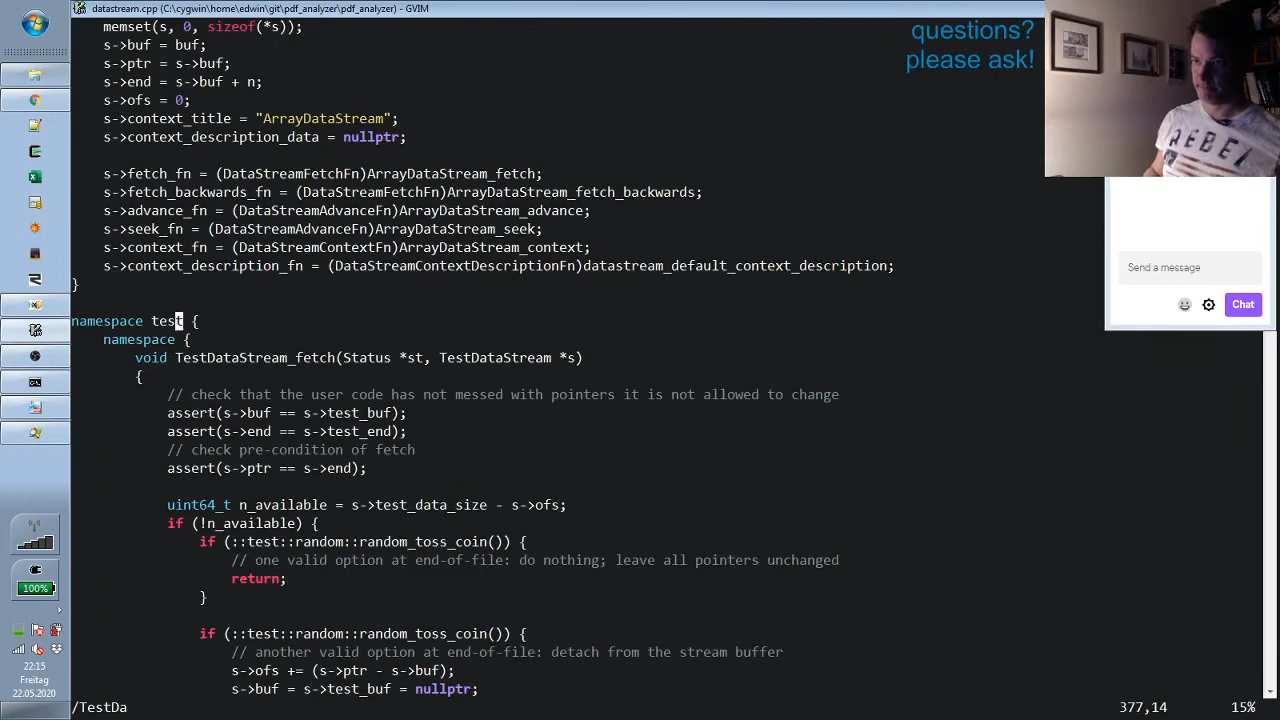 datastream.cpp (C:\cygwin\home\edwin\git\pdf_analyzer\pdf_analyzer) - GVIM
memset(s, 0, sizeof(*s));
s->buf = buf;
s->ptr = s->buf;
s->end = s->buf + n;
s->ofs = 0;
s->context_title = "ArrayDataStream";
s->context_description_data = nullptr;
s->fetch_fn = (DataStreamFetchFn)ArrayDataStream_fetch;
s->fetch_backwards_fn = (DataStreamFetchFn)ArrayDataStream_fetch_backwards;
s->advance_fn = (DataStreamAdvanceFn)ArrayDataStream_advance;
s->seek_fn = (DataStreamAdvanceFn)ArrayDataStream_seek;
s->context_fn = (DataStreamContextFn)ArrayDataStream_context;
s->context_description_fn = (DataStreamContextDescriptionFn)datastream_default_context_description;
}
namespace test {
namespace {
void TestDataStream_fetch(Status *st, TestDataStream *s)
{
// check that the user code has not messed with pointers it is not allowed to change
assert(s->buf == s->test_buf);
assert(s->end == s->test_end);
// check pre-condition of fetch
assert(s->ptr == s->end);
uint64_t n_available = s->test_data_size - s->ofs;
if (!n_available) {
if (::test::random::random_toss_coin()) {
// one valid option at end-of-file: do nothing; leave all pointers unchanged
return;
}
if (::test::random::random_toss_coin()) {
// another valid option at end-of-file: detach from the stream buffer
s->ofs += (s->ptr - s->buf);
s->buf = s->test_buf = nullptr;
/TestDa
377,14
15%
questions?
please ask!
REBEL
Send a message
Chat
100%
22:15
Freitag
22.05.2020